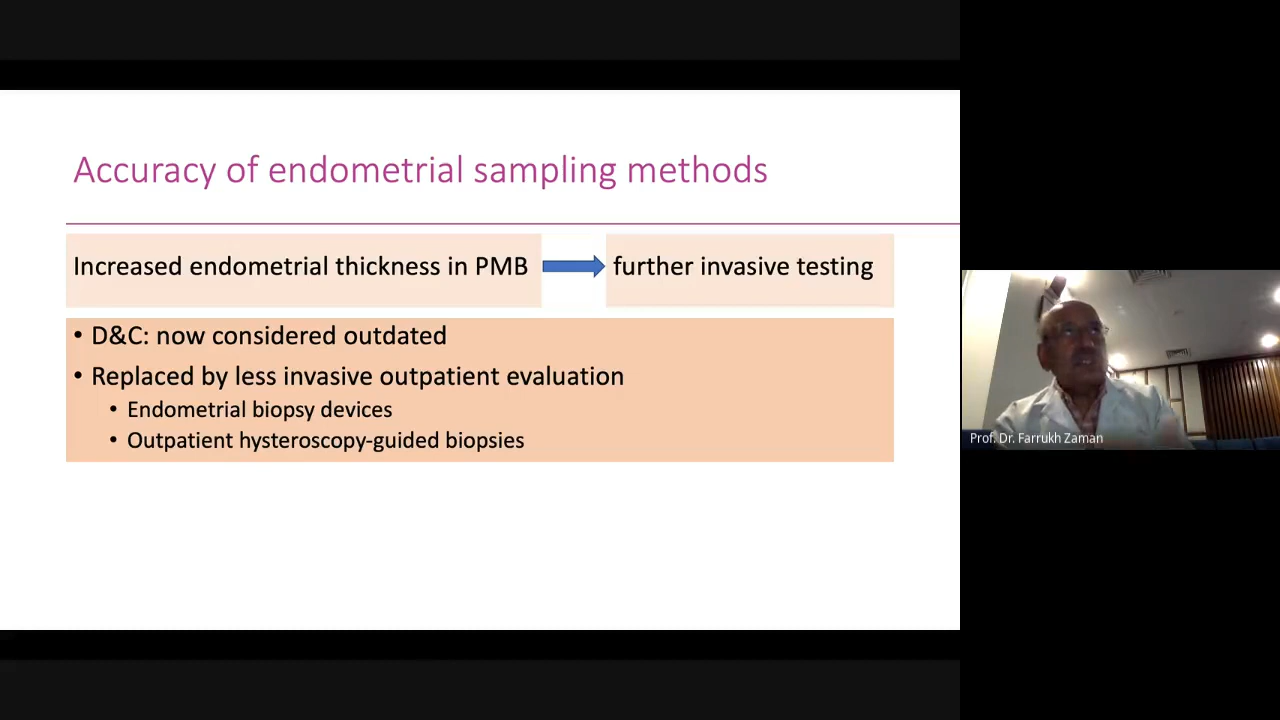 Accuracy of endometrial sampling methods
Increased endometrial thickness in PMB
further invasive testing
• D&C: now considered outdated
• Replaced by less invasive outpatient evaluation
• Endometrial biopsy devices
• Outpatient hysteroscopy-guided biopsies
Prof. Dr. Farrukh Zaman